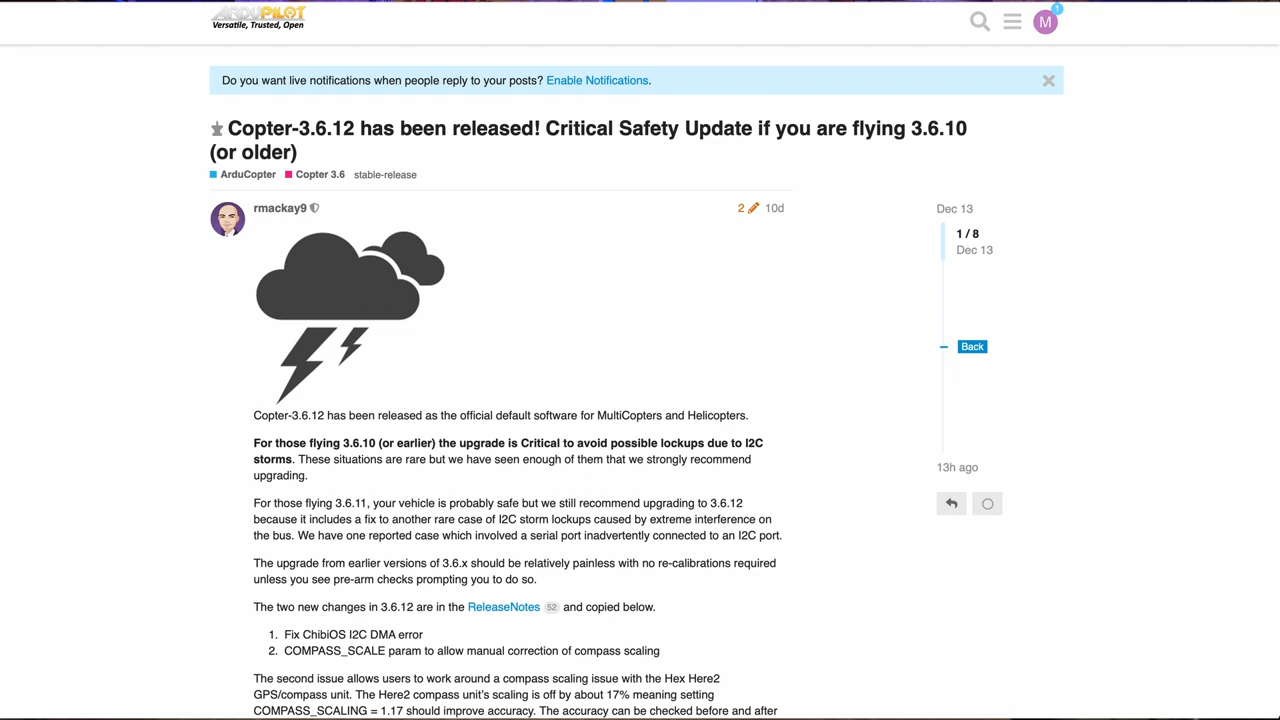 ARDUPILOT
Versatile, Trusted, Open
M
1
Do you want live notifications when people reply to your posts? Enable Notifications.
Copter-3.6.12 has been released! Critical Safety Update if you are flying 3.6.10
(or older)
ArduCopter Copter 3.6 stable-release
rmackay9 2 10d
Dec 13
1 / 8
Dec 13
Back
13h ago
Copter-3.6.12 has been released as the official default software for MultiCopters and Helicopters.
For those flying 3.6.10 (or earlier) the upgrade is Critical to avoid possible lockups due to I2C
storms. These situations are rare but we have seen enough of them that we strongly recommend
upgrading.
For those flying 3.6.11, your vehicle is probably safe but we still recommend upgrading to 3.6.12
because it includes a fix to another rare case of I2C storm lockups caused by extreme interference on
the bus. We have one reported case which involved a serial port inadvertently connected to an I2C port.
The upgrade from earlier versions of 3.6.x should be relatively painless with no re-calibrations required
unless you see pre-arm checks prompting you to do so.
The two new changes in 3.6.12 are in the ReleaseNotes 52 and copied below.
1. Fix ChibiOS I2C DMA error
2. COMPASS_SCALE param to allow manual correction of compass scaling
The second issue allows users to work around a compass scaling issue with the Hex Here2
GPS/compass unit. The Here2 compass unit's scaling is off by about 17% meaning setting
COMPASS_SCALING = 1.17 should improve accuracy. The accuracy can be checked before and after